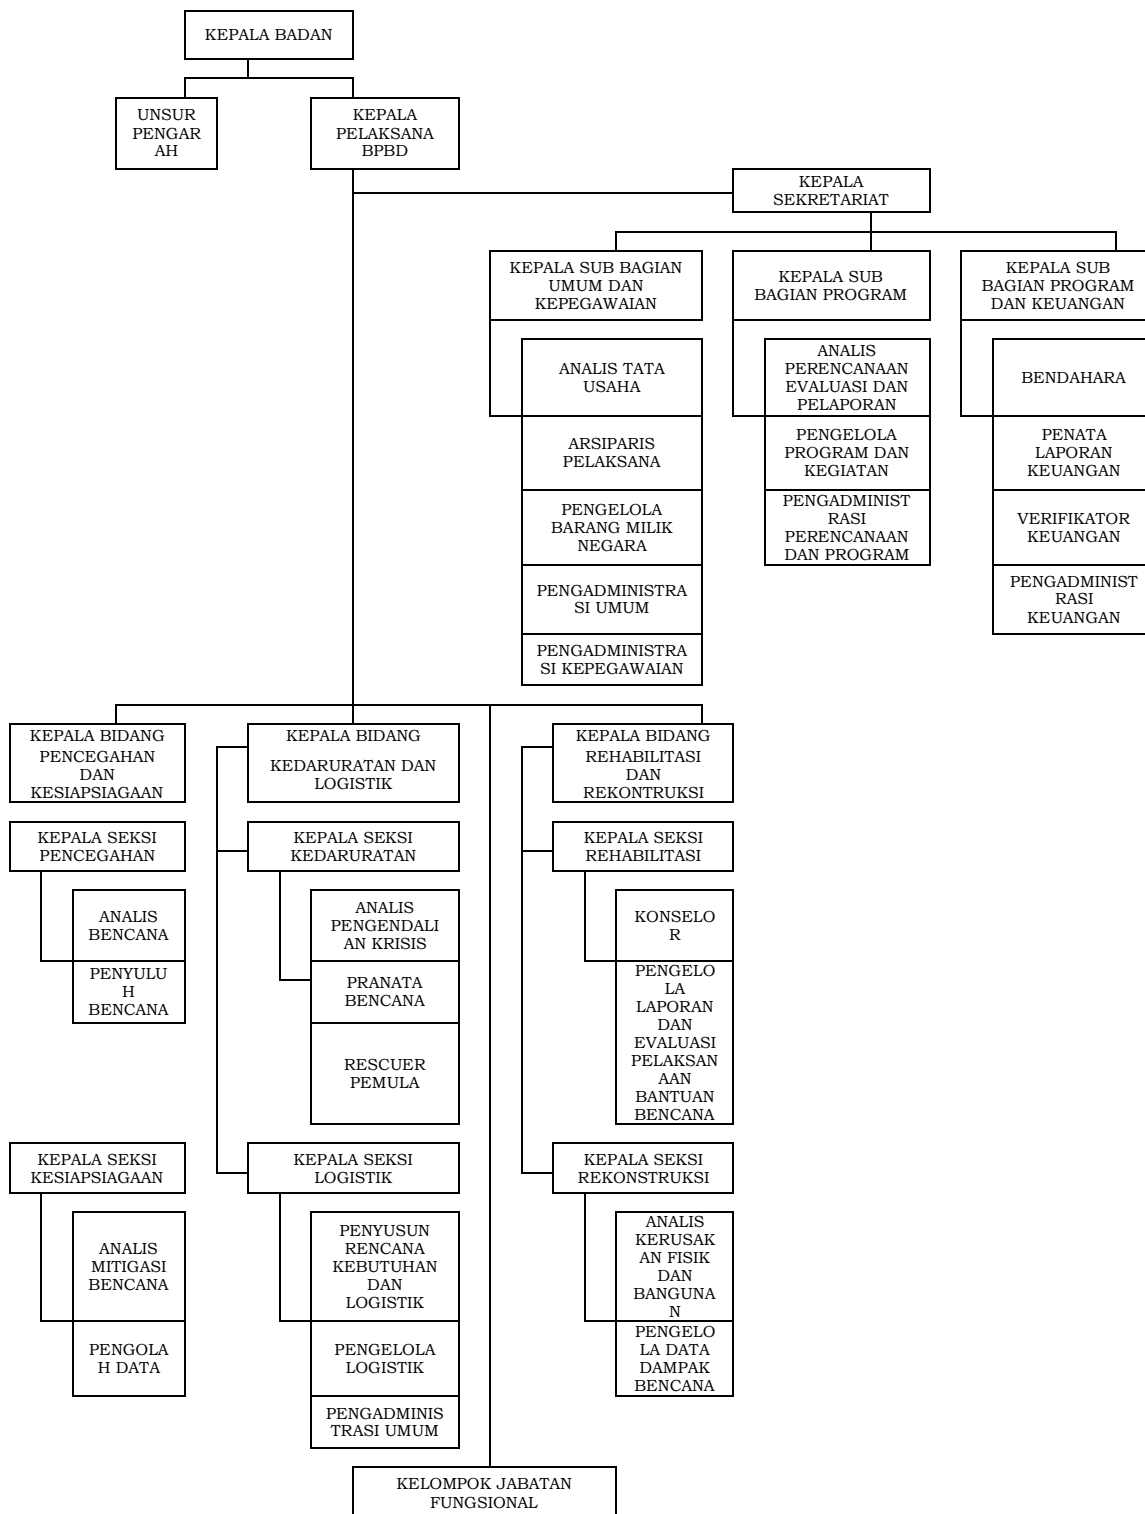 KEPALA BADAN
UNSUR
PENGAR
AH
KEPALA
PELAKSANA
BPBD
KEPALA
SEKRETARIAT
KEPALA SUB BAGIAN
UMUM DAN
KEPEGAWAIAN
KEPALA SUB
BAGIAN PROGRAM
KEPALA SUB
BAGIAN PROGRAM
DAN KEUANGAN
ANALIS TATA
USAHA
ARSIPARIS
PELAKSANA
PENGELOLA
BARANG MILIK
NEGARA
PENGADMINISTRA
SI UMUM
PENGADMINISTRA
SI KEPEGAWAIAN
ANALIS
PERENCANAAN
EVALUASI DAN
PELAPORAN
PENGELOLA
PROGRAM DAN
KEGIATAN
PENGADMINIST
RASI
PERENCANAAN
DAN PROGRAM
BENDAHARA
PENATA
LAPORAN
KEUANGAN
VERIFIKATOR
KEUANGAN
PENGADMINIST
RASI
KEUANGAN
KEPALA BIDANG
PENCEGAHAN
DAN
KESIAPSIAGAAN
KEPALA SEKSI
PENCEGAHAN
ANALIS
BENCANA
PENYULU
H
BENCANA
KEPALA SEKSI
KESIAPSIAGAAN
ANALIS
MITIGASI
BENCANA
PENGOLA
H DATA
KEPALA BIDANG
KEDARURATAN DAN
LOGISTIK
KEPALA SEKSI
KEDARURATAN
ANALIS
PENGENDALI
AN KRISIS
PRANATA
BENCANA
RESCUER
PEMULA
KEPALA SEKSI
LOGISTIK
PENYUSUN
RENCANA
KEBUTUHAN
DAN
LOGISTIK
PENGELOLA
LOGISTIK
PENGADMINIS
TRASI UMUM
KEPALA BIDANG
REHABILITASI
DAN
REKONTRUKSI
KEPALA SEKSI
REHABILITASI
KONSELO
R
PENGELO
LA
LAPORAN
DAN
EVALUASI
PELAKSAN
AAN
BANTUAN
BENCANA
KEPALA SEKSI
REKONSTRUKSI
ANALIS
KERUSAK
AN FISIK
DAN
BANGUNA
N
PENGELO
LA DATA
DAMPAK
BENCANA
KELOMPOK JABATAN
FUNGSIONAL